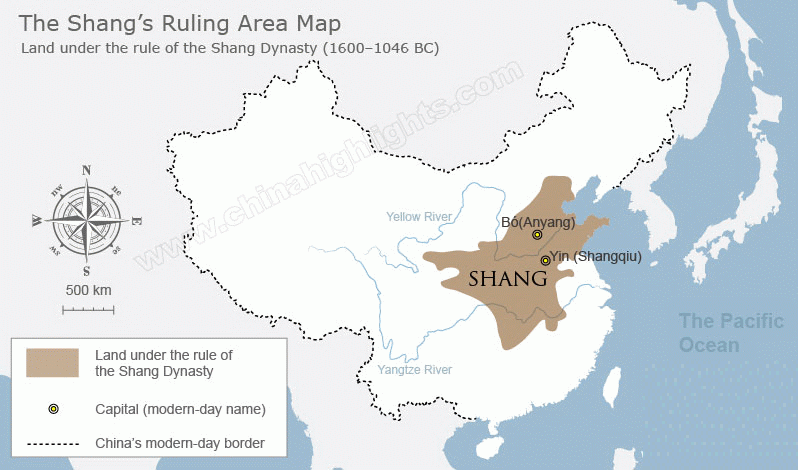 The Shang's Ruling Area Map
Land under the rule of the Shang Dynasty (1600–1046 BC)
www.chinahighlights.com
N
nw
ne
W
E
sw
se
S
500 km
Yellow River
Bó(Anyang)
Yin (Shangqiu)
SHANG
The Pacific
Ocean
Yangtze River
Land under the rule of
the Shang Dynasty
Capital (modern-day name)
China's modern-day border